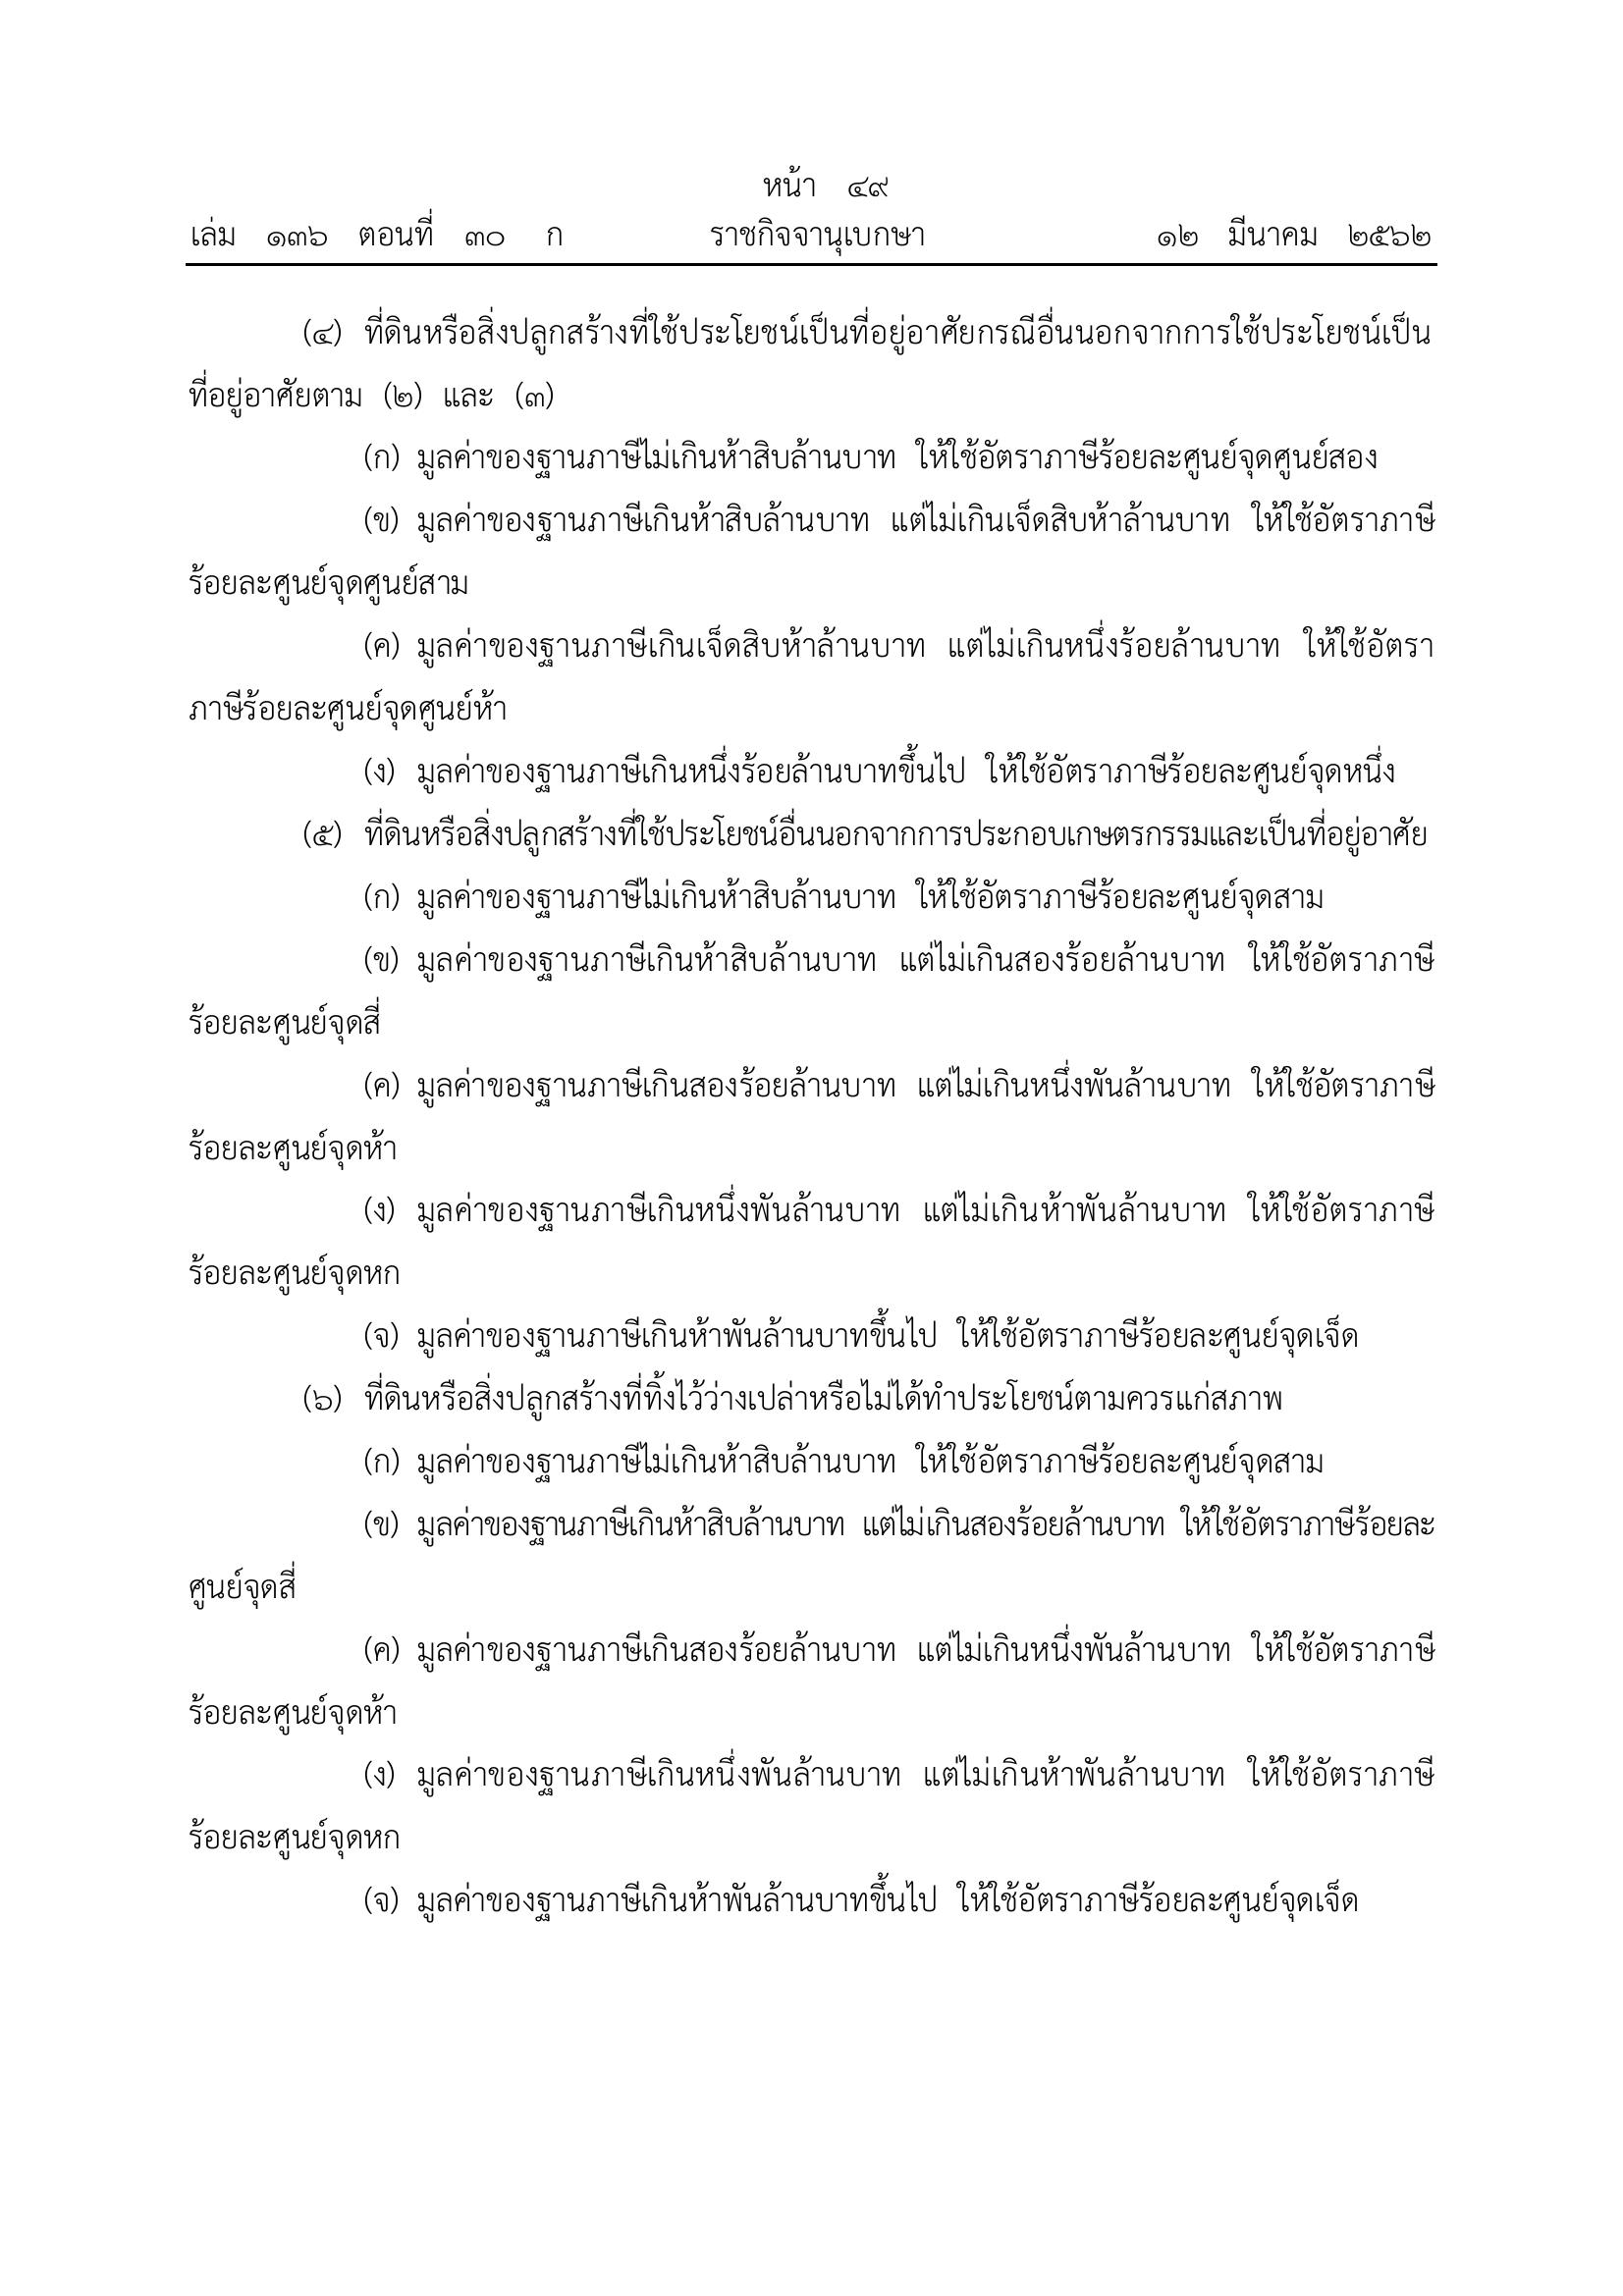 หน้า ๔๙
เล่ม ๑๓๖ ตอนที่ ๓๐ ก ราชกิจจานุเบกษา ๑๒ มีนาคม ๒๕๖๒
(๔) ที่ดินหรือสิ่งปลูกสร้างที่ใช้ประโยชน์เป็นที่อยู่อาศัยกรณีอื่นนอกจากการใช้ประโยชน์เป็น
ที่อยู่อาศัยตาม (๒) และ (๓)
(ก) มูลค่าของฐานภาษีไม่เกินห้าสิบล้านบาท ให้ใช้อัตราภาษีร้อยละศูนย์จุดศูนย์สอง
(ข) มูลค่าของฐานภาษีเกินห้าสิบล้านบาท แต่ไม่เกินเจ็ดสิบห้าล้านบาท ให้ใช้อัตราภาษี
ร้อยละศูนย์จุดศูนย์สาม
(ค) มูลค่าของฐานภาษีเกินเจ็ดสิบห้าล้านบาท แต่ไม่เกินหนึ่งร้อยล้านบาท ให้ใช้อัตรา
ภาษีร้อยละศูนย์จุดศูนย์ห้า
(ง) มูลค่าของฐานภาษีเกินหนึ่งร้อยล้านบาทขึ้นไป ให้ใช้อัตราภาษีร้อยละศูนย์จุดหนึ่ง
(๕) ที่ดินหรือสิ่งปลูกสร้างที่ใช้ประโยชน์อื่นนอกจากการประกอบเกษตรกรรมและเป็นที่อยู่อาศัย
(ก) มูลค่าของฐานภาษีไม่เกินห้าสิบล้านบาท ให้ใช้อัตราภาษีร้อยละศูนย์จุดสาม
(ข) มูลค่าของฐานภาษีเกินห้าสิบล้านบาท แต่ไม่เกินสองร้อยล้านบาท ให้ใช้อัตราภาษี
ร้อยละศูนย์จุดสี่
(ค) มูลค่าของฐานภาษีเกินสองร้อยล้านบาท แต่ไม่เกินหนึ่งพันล้านบาท ให้ใช้อัตราภาษี
ร้อยละศูนย์จุดห้า
(ง) มูลค่าของฐานภาษีเกินหนึ่งพันล้านบาท แต่ไม่เกินห้าพันล้านบาท ให้ใช้อัตราภาษี
ร้อยละศูนย์จุดหก
(จ) มูลค่าของฐานภาษีเกินห้าพันล้านบาทขึ้นไป ให้ใช้อัตราภาษีร้อยละศูนย์จุดเจ็ด
(๖) ที่ดินหรือสิ่งปลูกสร้างที่ทิ้งไว้ว่างเปล่าหรือไม่ได้ทำประโยชน์ตามควรแก่สภาพ
(ก) มูลค่าของฐานภาษีไม่เกินห้าสิบล้านบาท ให้ใช้อัตราภาษีร้อยละศูนย์จุดสาม
(ข) มูลค่าของฐานภาษีเกินห้าสิบล้านบาท แต่ไม่เกินสองร้อยล้านบาท ให้ใช้อัตราภาษีร้อยละ
ศูนย์จุดสี่
(ค) มูลค่าของฐานภาษีเกินสองร้อยล้านบาท แต่ไม่เกินหนึ่งพันล้านบาท ให้ใช้อัตราภาษี
ร้อยละศูนย์จุดห้า
(ง) มูลค่าของฐานภาษีเกินหนึ่งพันล้านบาท แต่ไม่เกินห้าพันล้านบาท ให้ใช้อัตราภาษี
ร้อยละศูนย์จุดหก
(จ) มูลค่าของฐานภาษีเกินห้าพันล้านบาทขึ้นไป ให้ใช้อัตราภาษีร้อยละศูนย์จุดเจ็ด